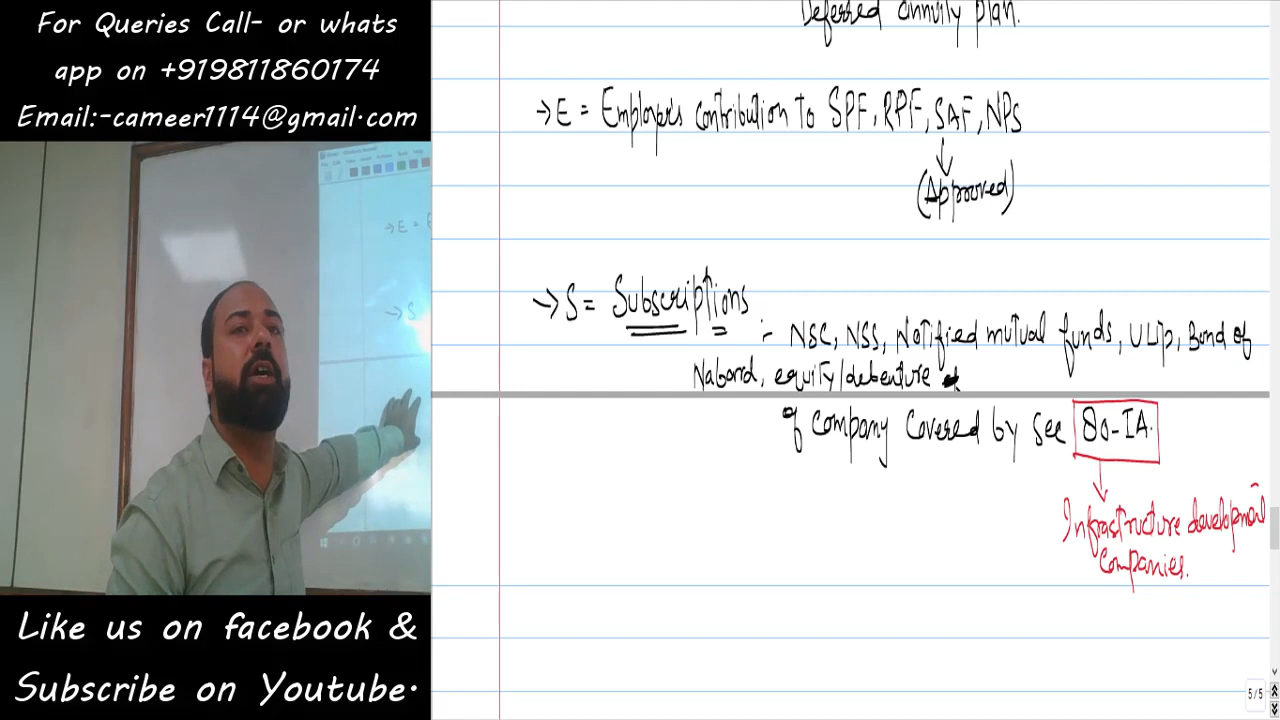 For Queries Call- or whats
app on +919811860174
Email:-cameer1114@gmail.com
Like us on facebook &
Subscribe on Youtube.
Deferred annuity plan.
→ E = Employer's contribution to SPF, RPF, SAF, NPS
(Approved)
→ S = Subscriptions
:- NSC, NSS, Notified mutual funds, ULIP, Bond of
Nabard, equity/debenture
of company covered by sec 80-IA.
Infrastructure development
companies.
→ E =
→ S
5/5